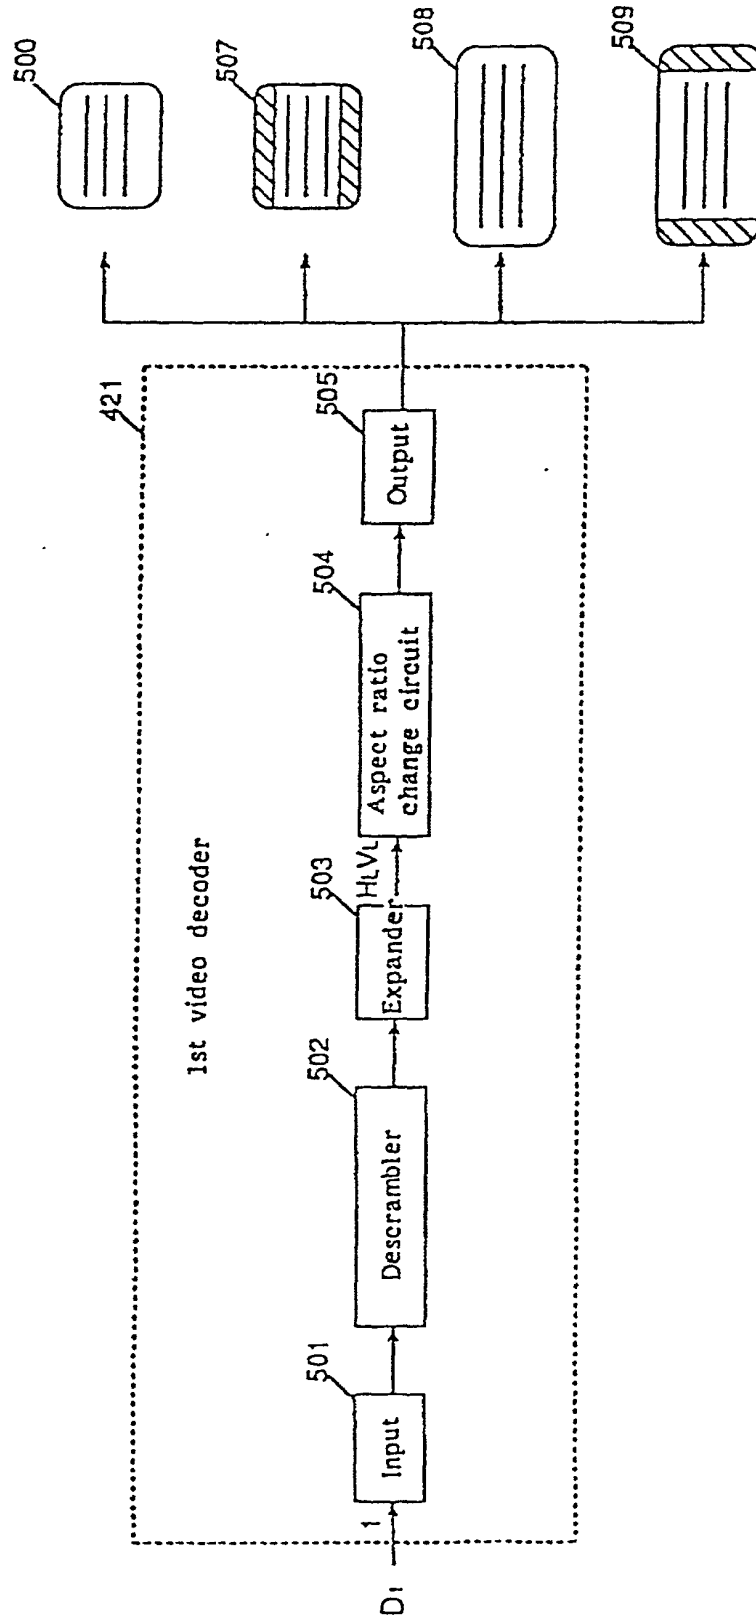 421
1st video decoder
D1
1
501
Input
502
Descrambler
503
Expander
HLVL
504
Aspect ratio
change circuit
505
Output
500
507
508
509